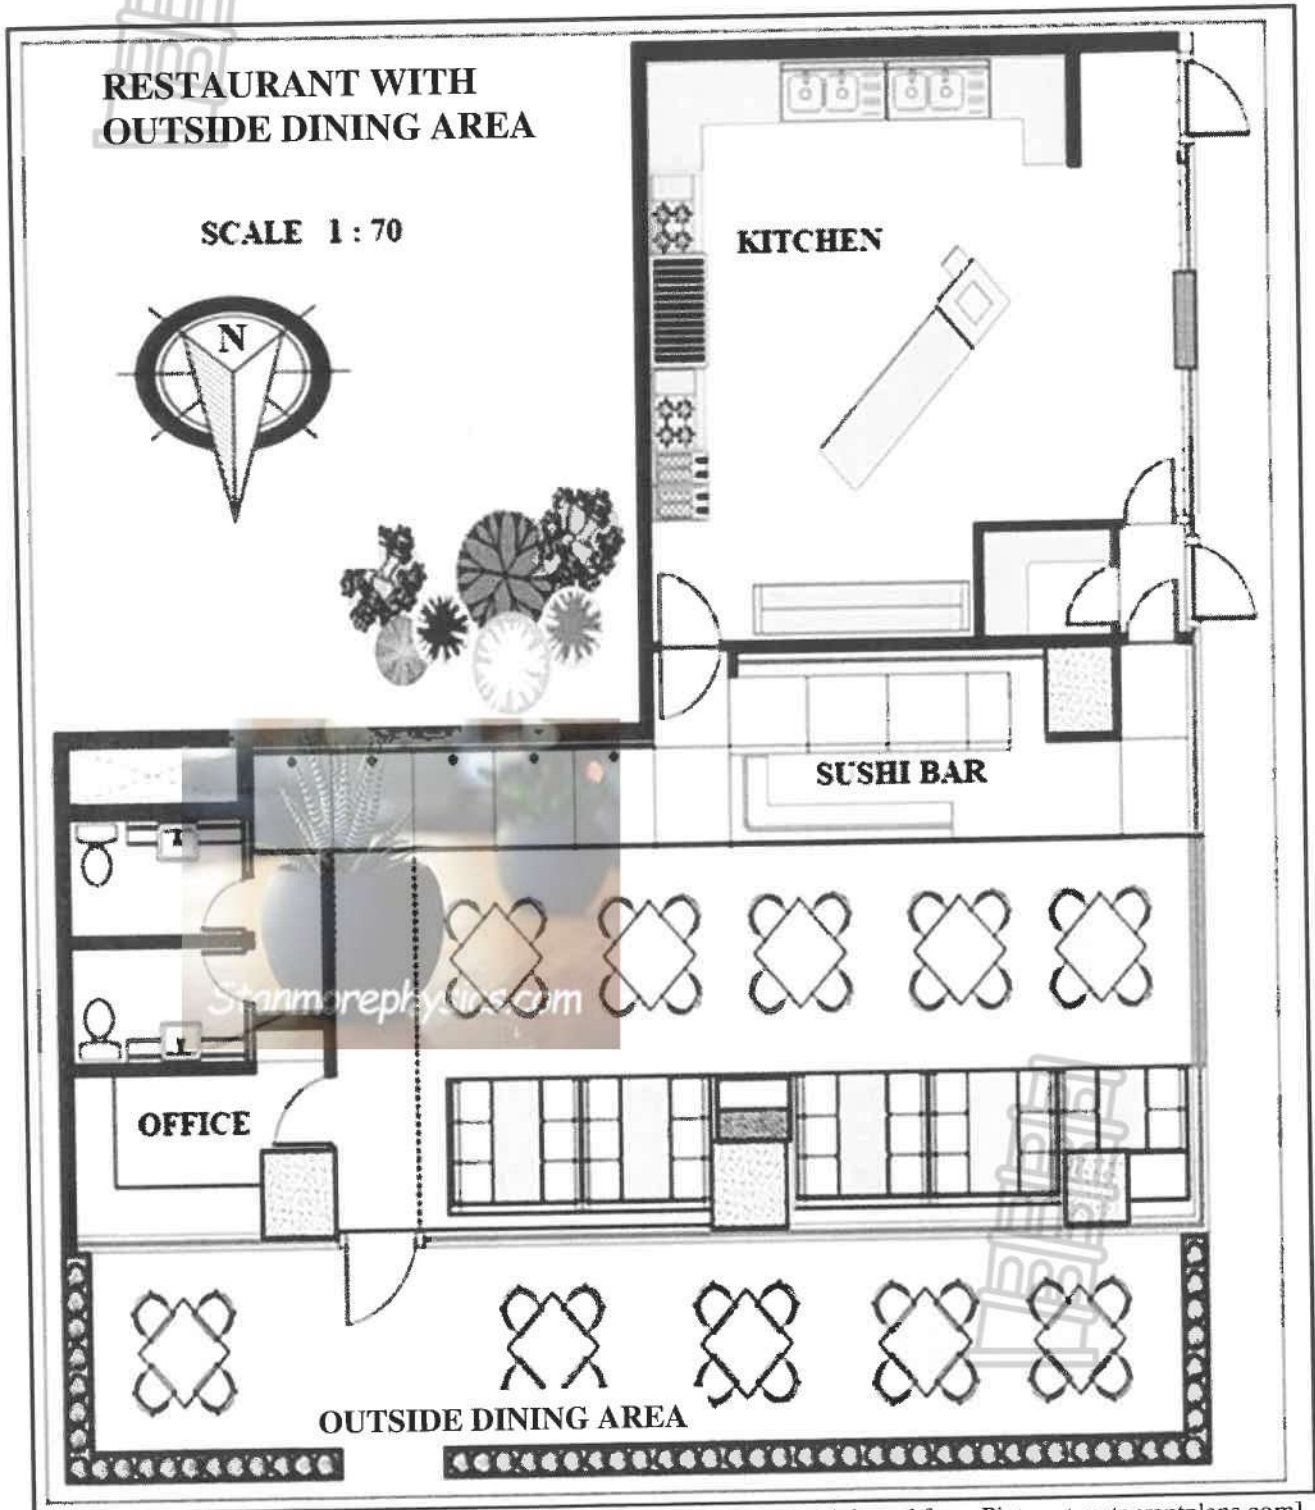 RESTAURANT WITH
OUTSIDE DINING AREA
SCALE 1 : 70
N
KITCHEN
SUSHI BAR
Stanmorephysics.com
OFFICE
OUTSIDE DINING AREA